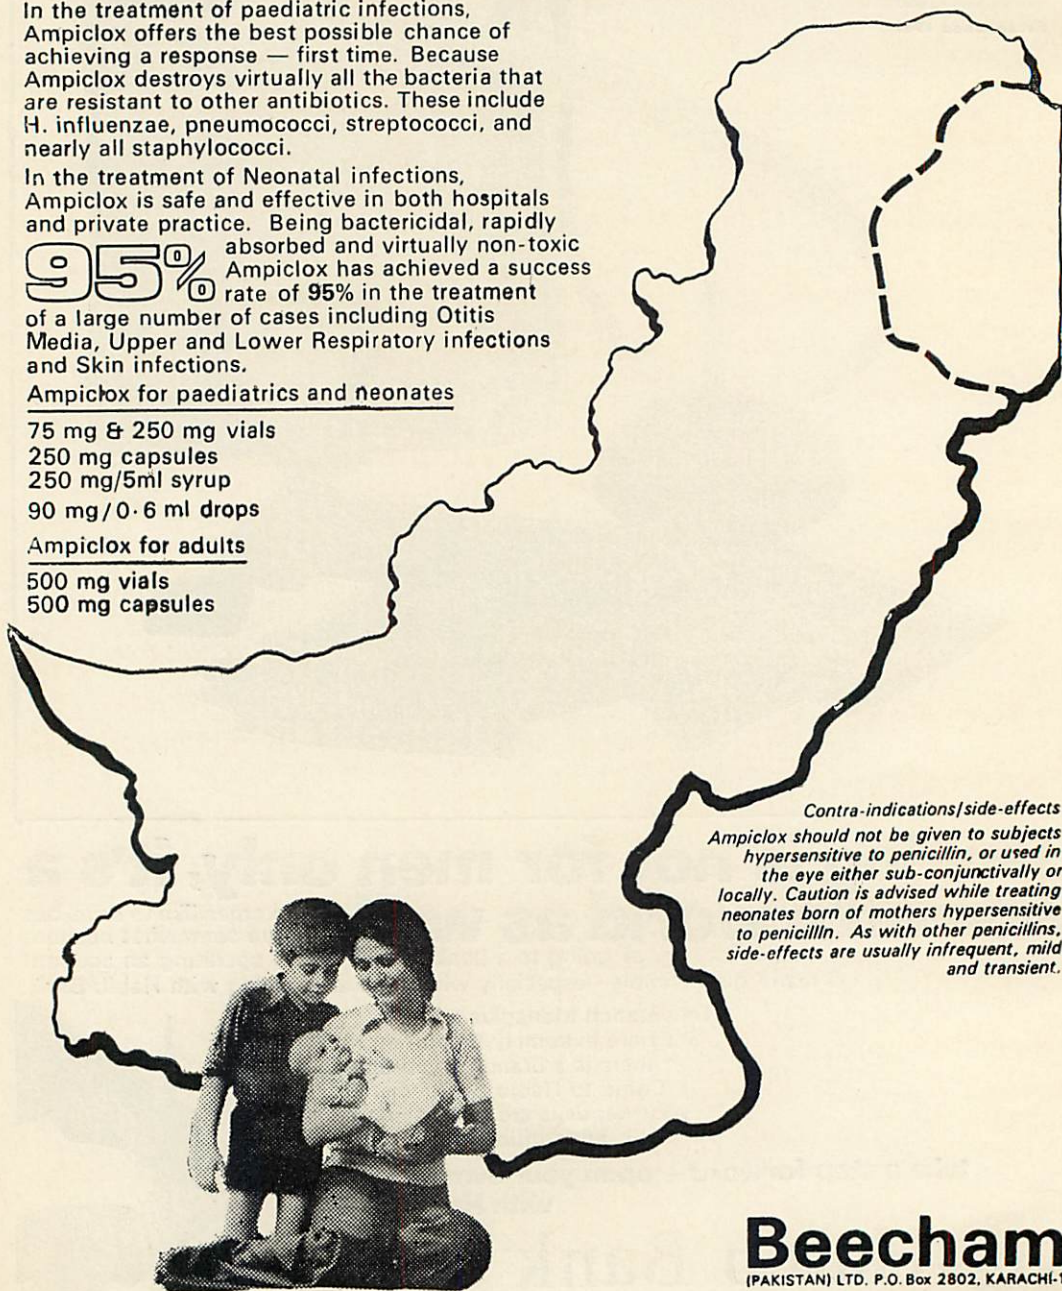 In the treatment of paediatric infections,
Ampiclox offers the best possible chance of
achieving a response — first time. Because
Ampiclox destroys virtually all the bacteria that
are resistant to other antibiotics. These include
H. influenzae, pneumococci, streptococci, and
nearly all staphylococci.
In the treatment of Neonatal infections,
Ampiclox is safe and effective in both hospitals
and private practice. Being bactericidal, rapidly
95% absorbed and virtually non-toxic
Ampiclox has achieved a success
rate of 95% in the treatment
of a large number of cases including Otitis
Media, Upper and Lower Respiratory infections
and Skin infections.
Ampiclox for paediatrics and neonates
75 mg & 250 mg vials
250 mg capsules
250 mg/5ml syrup
90 mg/0·6 ml drops
Ampiclox for adults
500 mg vials
500 mg capsules
Contra-indications/side-effects
Ampiclox should not be given to subjects
hypersensitive to penicillin, or used in
the eye either sub-conjunctivally or
locally. Caution is advised while treating
neonates born of mothers hypersensitive
to penicillin. As with other penicillins,
side-effects are usually infrequent, mild
and transient.
Beecham
(PAKISTAN) LTD. P.O. Box 2802, KARACHI-1